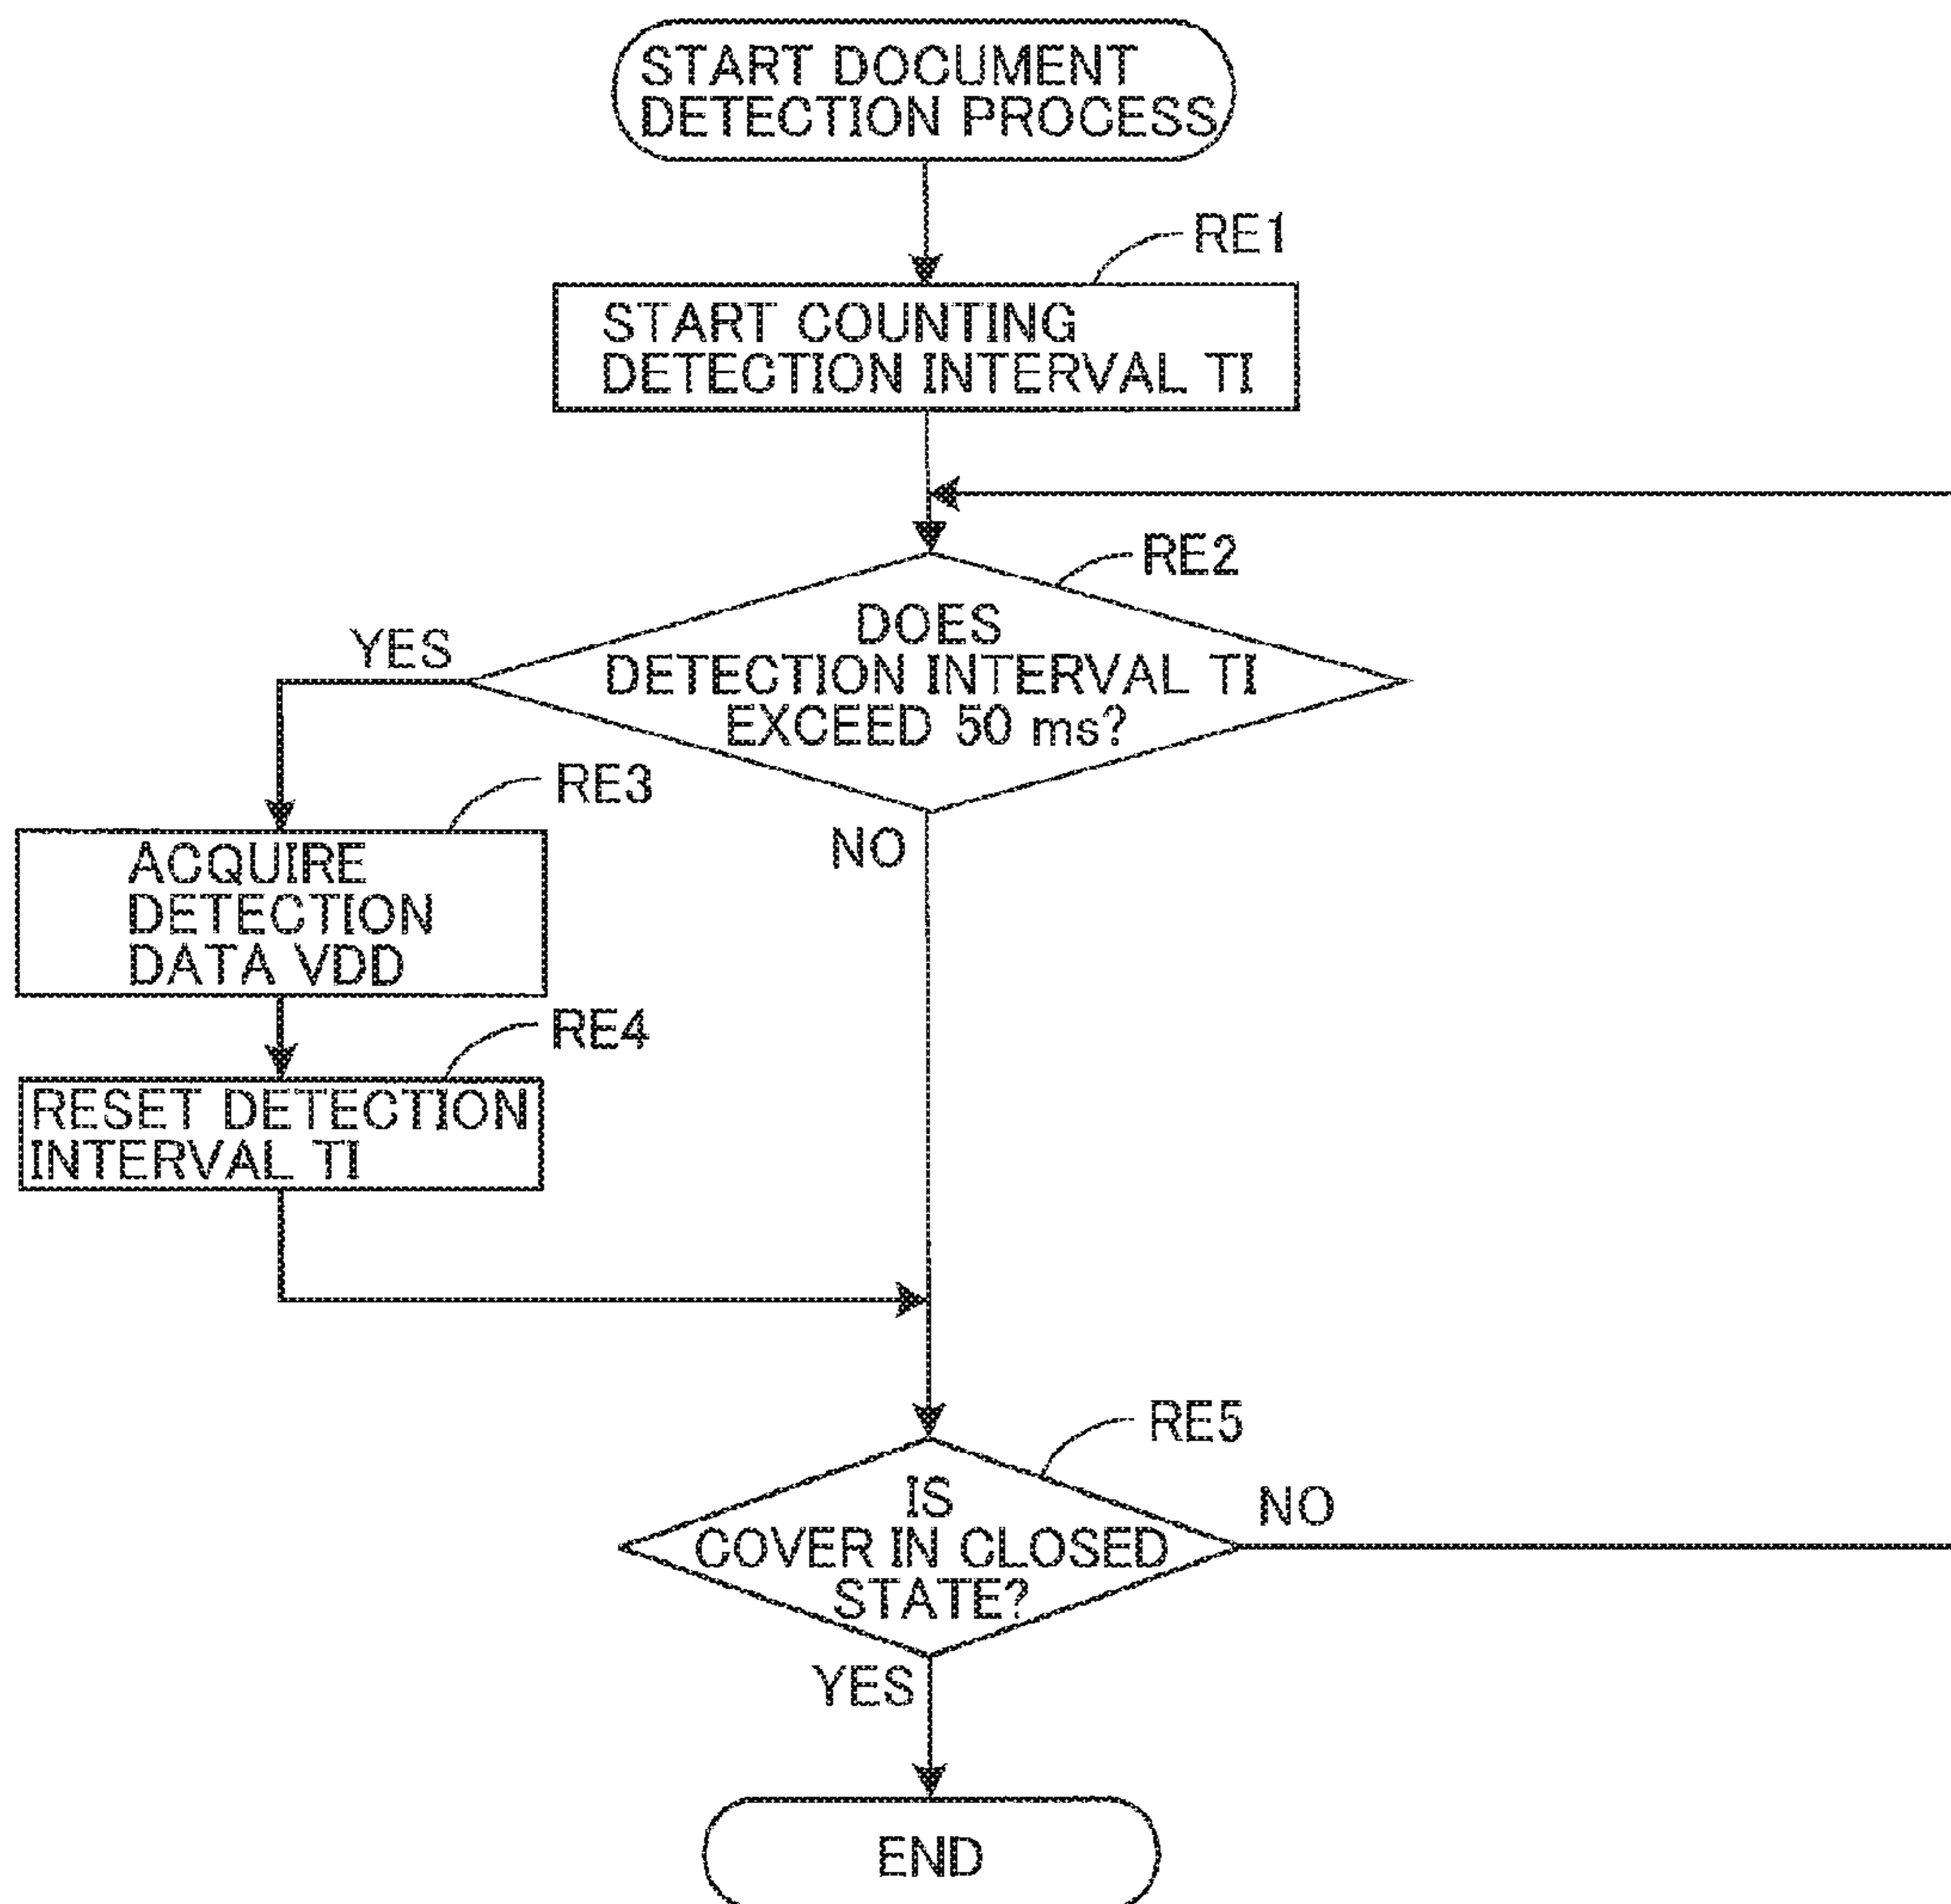 START DOCUMENT
DETECTION PROCESS
RE1
START COUNTING
DETECTION INTERVAL TI
RE2
DOES
DETECTION INTERVAL TI
EXCEED 50 ms?
YES
NO
RE3
ACQUIRE
DETECTION
DATA VDD
RE4
RESET DETECTION
INTERVAL TI
RE5
IS
COVER IN CLOSED
STATE?
NO
YES
END